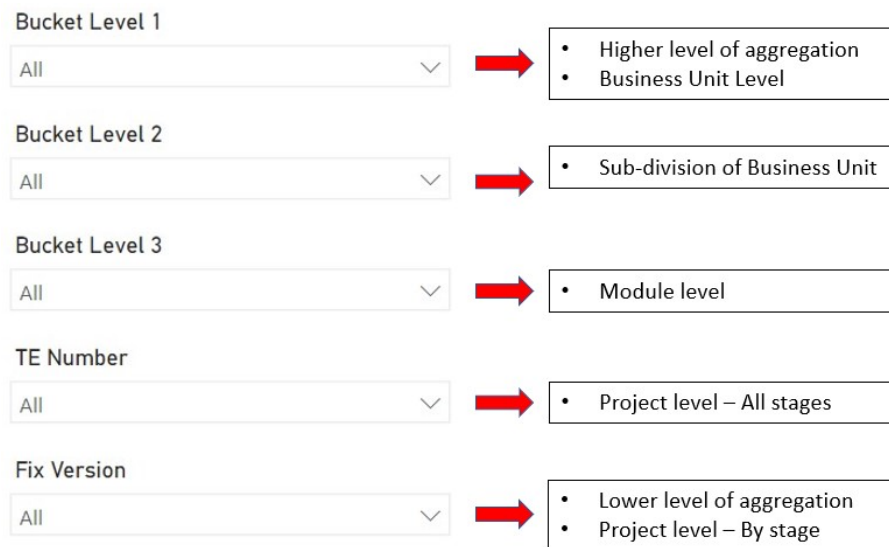 Bucket Level 1
All
• Higher level of aggregation
• Business Unit Level
Bucket Level 2
All
• Sub-division of Business Unit
Bucket Level 3
All
• Module level
TE Number
All
• Project level – All stages
Fix Version
All
• Lower level of aggregation
• Project level – By stage